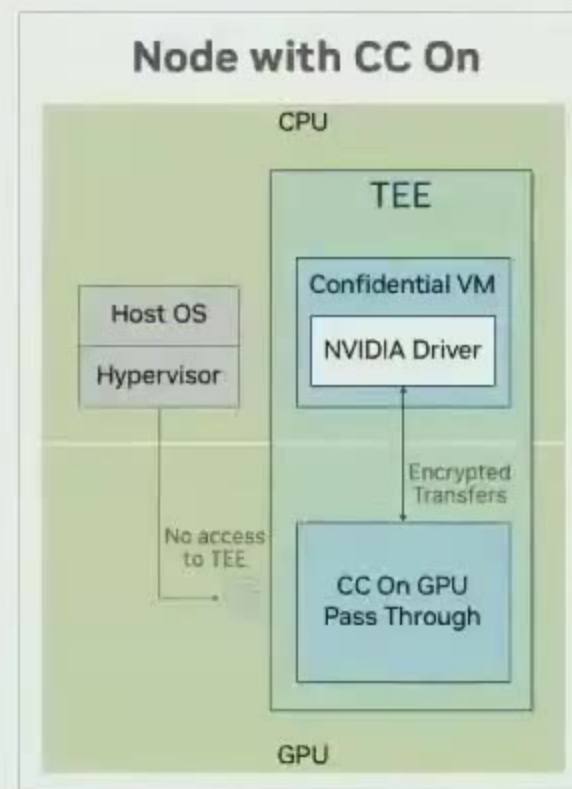 Node with CC On
CPU
TEE
Confidential VM
NVIDIA Driver
Host OS
Hypervisor
Encrypted
Transfers
No access
to TEE
CC On GPU
Pass Through
GPU